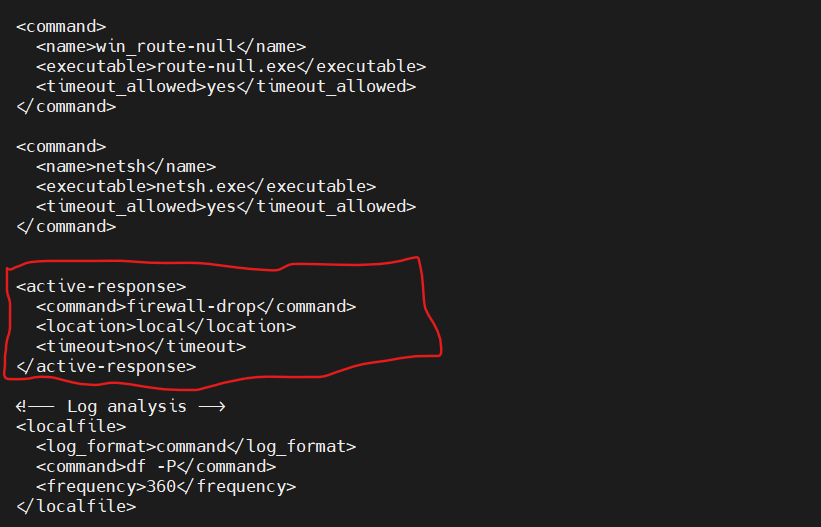 <command>
<name>win_route-null</name>
<executable>route-null.exe</executable>
<timeout_allowed>yes</timeout_allowed>
</command>
<command>
<name>netsh</name>
<executable>netsh.exe</executable>
<timeout_allowed>yes</timeout_allowed>
</command>
<active-response>
<command>firewall-drop</command>
<location>local</location>
<timeout>no</timeout>
</active-response>
<!-- Log analysis -->
<localfile>
<log_format>command</log_format>
<command>df -P</command>
<frequency>360</frequency>
</localfile>